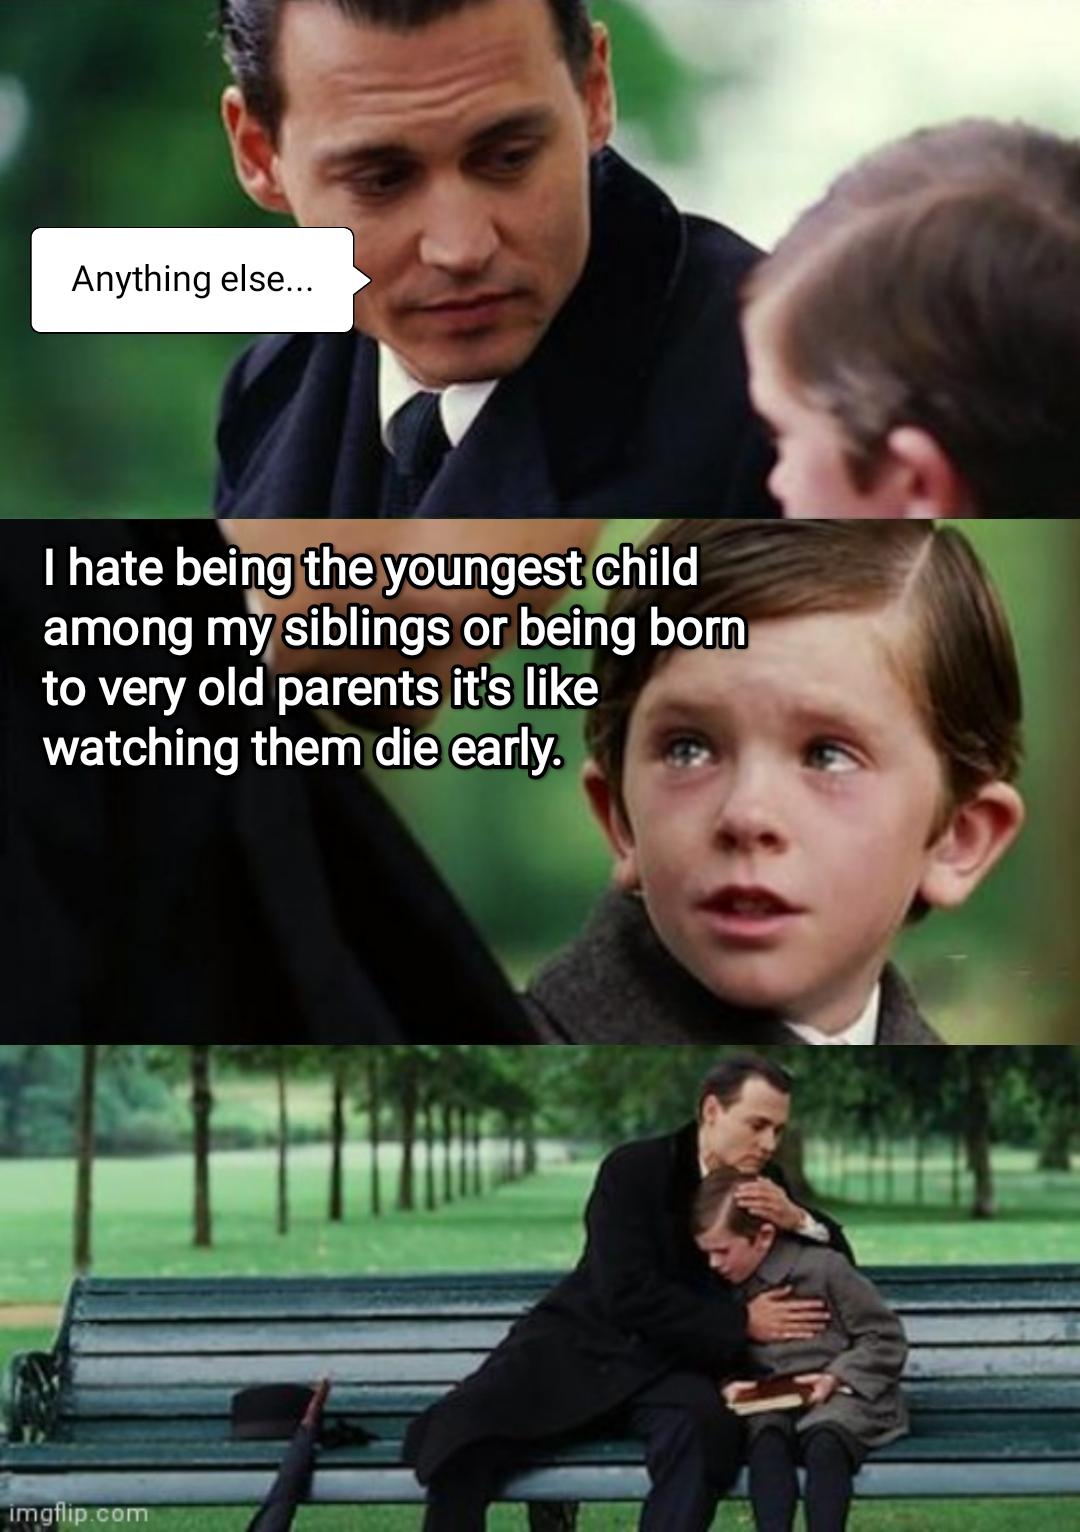 Anything else...
I hate being the youngest child
among my siblings or being born
to very old parents it's like
watching them die early.
imgflip.com